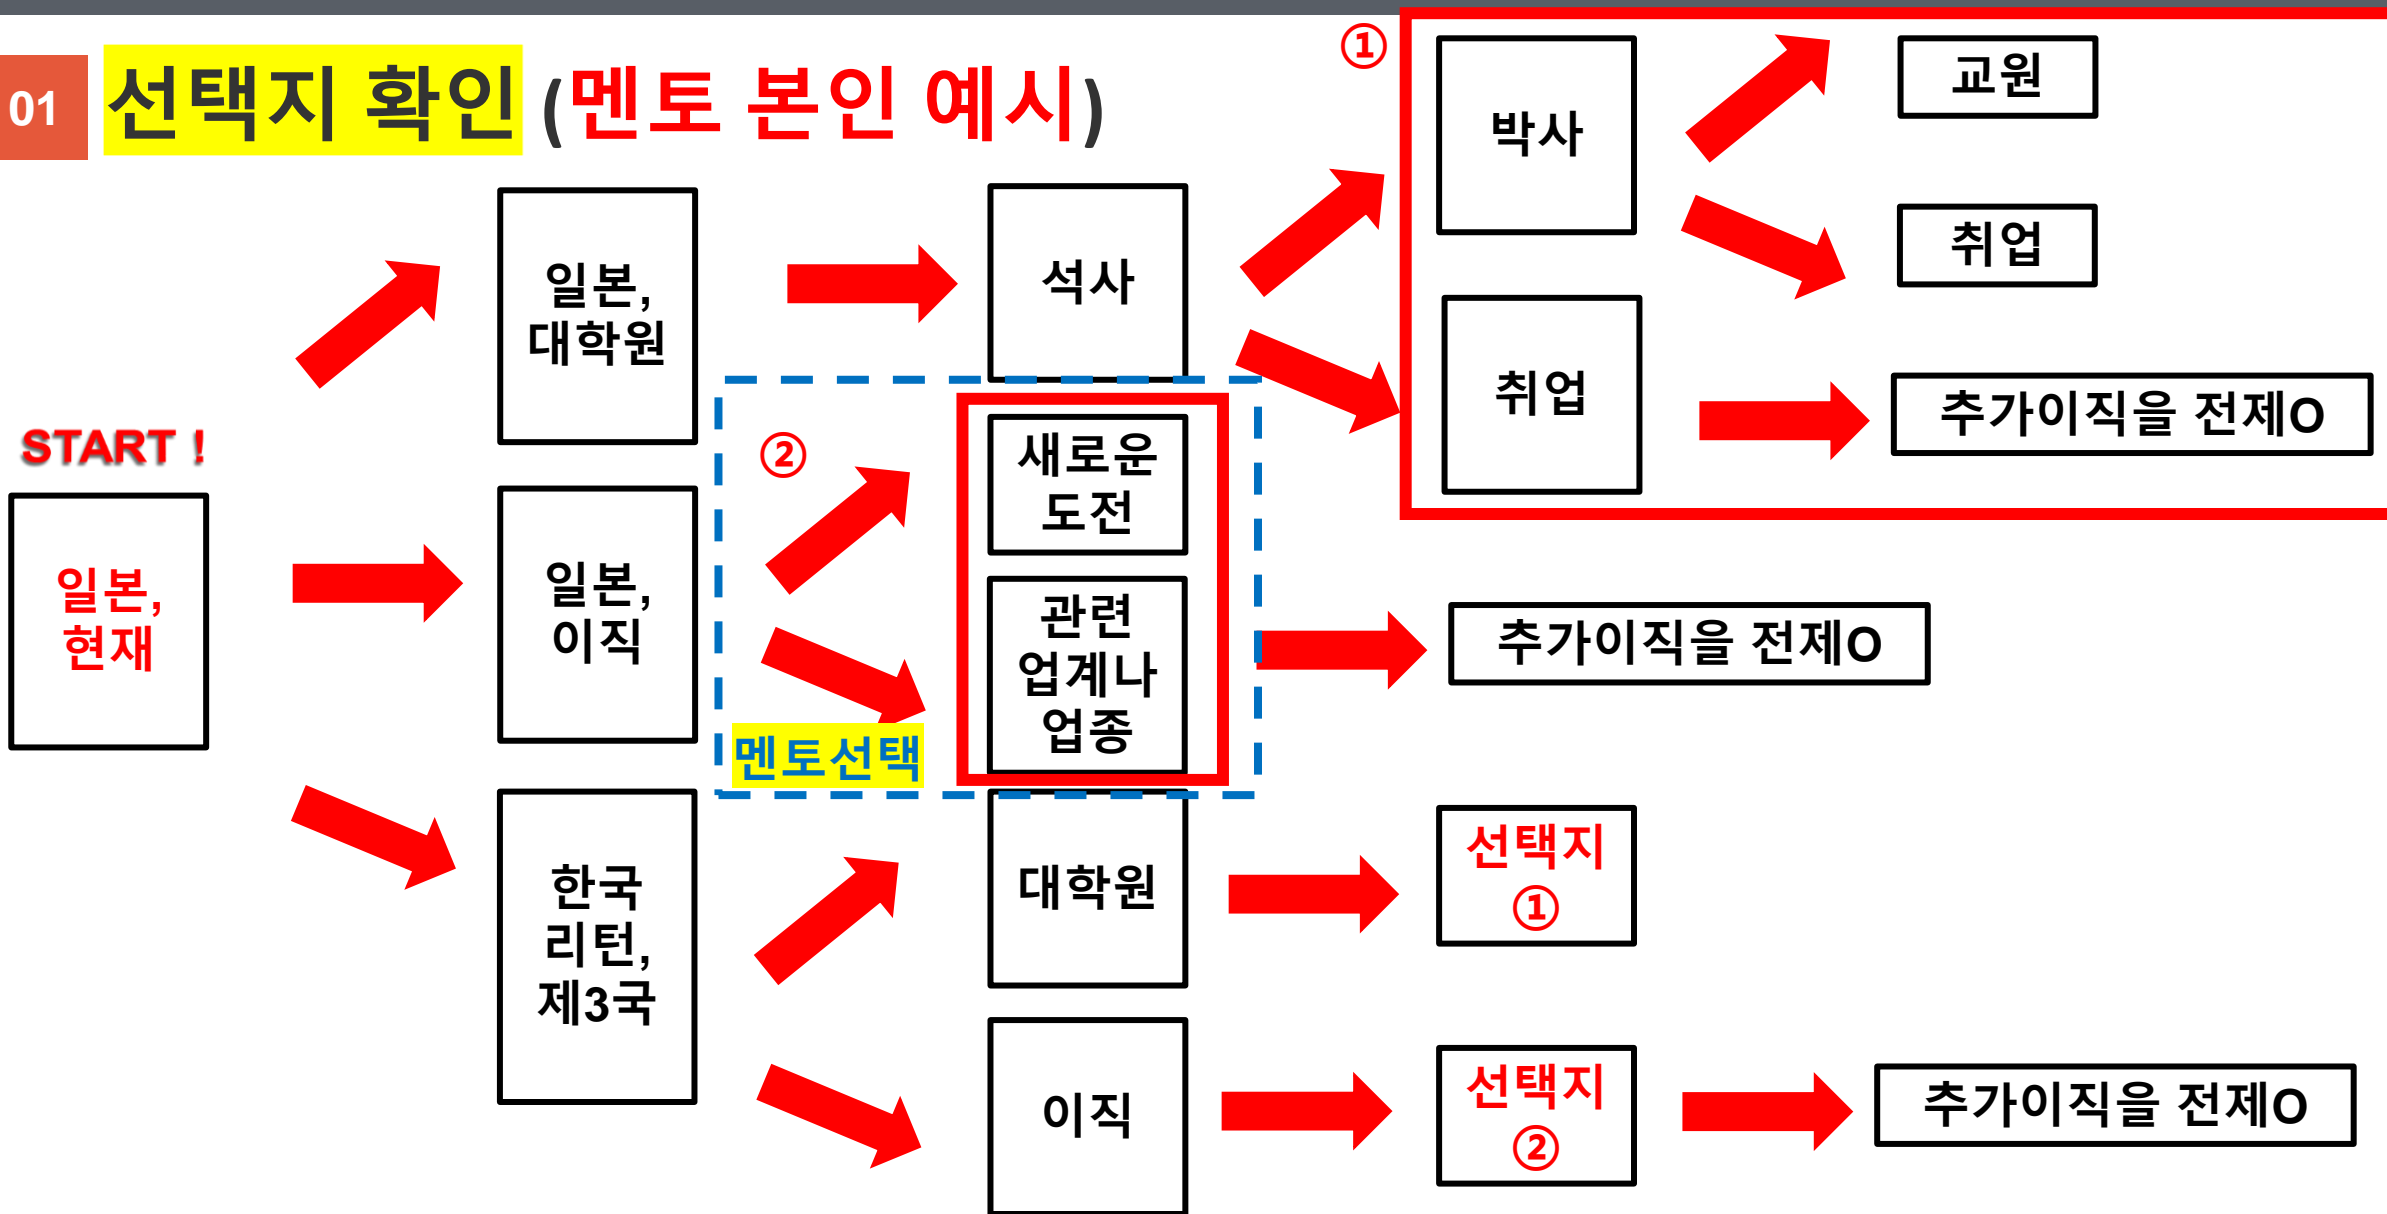 01
선택지 확인 (멘토 본인 예시)
①
박사
교원
취업
일본,
대학원
석사
취업
추가이직을 전제O
START !
일본,
현재
일본,
이직
②
새로운
도전
관련
업계나
업종
멘토선택
추가이직을 전제O
한국
리턴,
제3국
대학원
선택지
①
이직
선택지
②
추가이직을 전제O